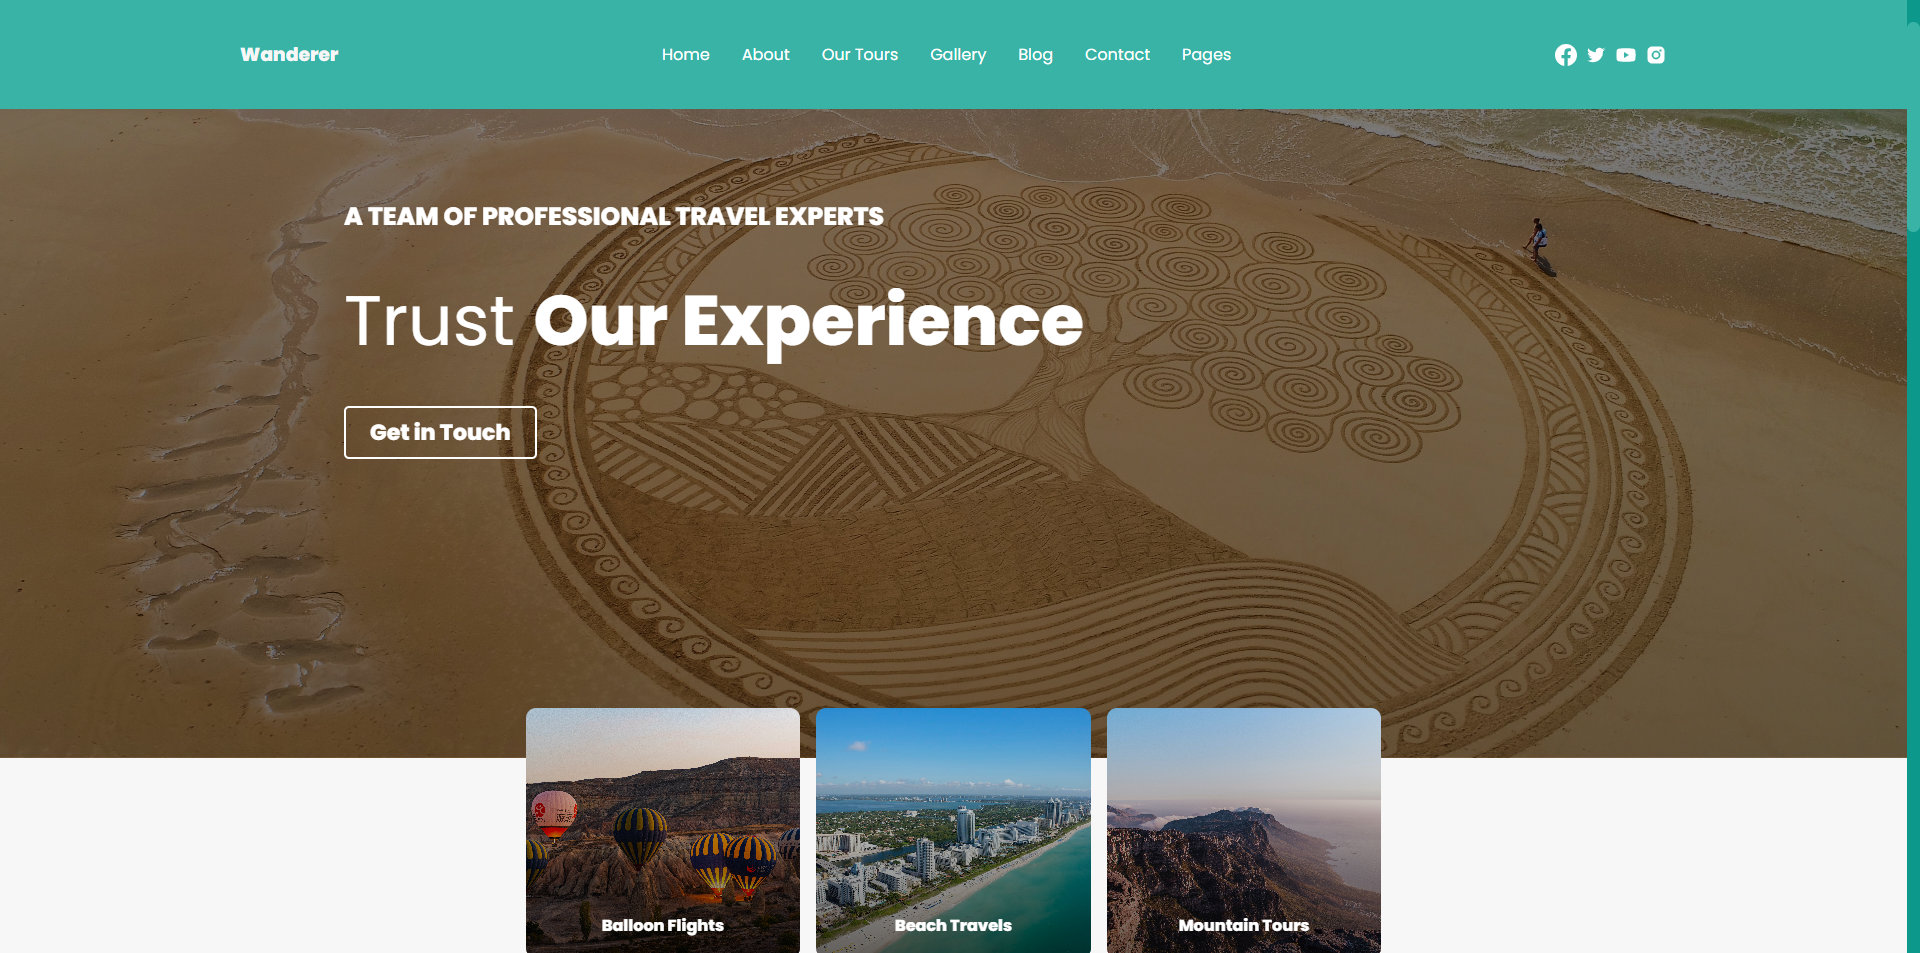 Wanderer
Home About Our Tours Gallery Blog Contact Pages
A TEAM OF PROFESSIONAL TRAVEL EXPERTS
Trust Our Experience
Get in Touch
Balloon Flights
Beach Travels
Mountain Tours